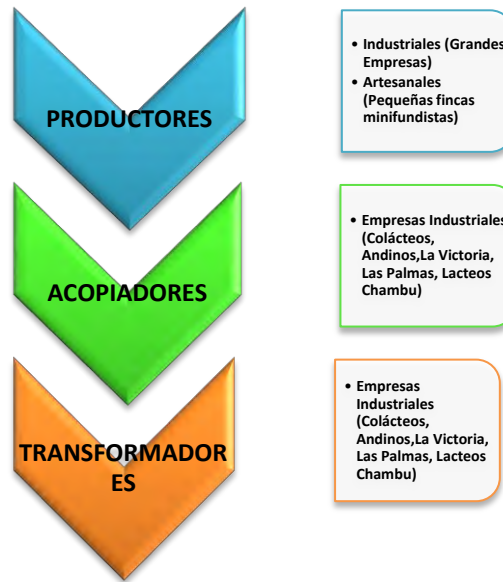 PRODUCTORES
• Industriales (Grandes
Empresas)
• Artesanales
(Pequeñas fincas
minifundistas)
ACOPIADORES
• Empresas Industriales
(Colácteos,
Andinos,La Victoria,
Las Palmas, Lacteos
Chambu)
TRANSFORMADOR
ES
• Empresas
Industriales
(Colácteos,
Andinos,La Victoria,
Las Palmas, Lacteos
Chambu)